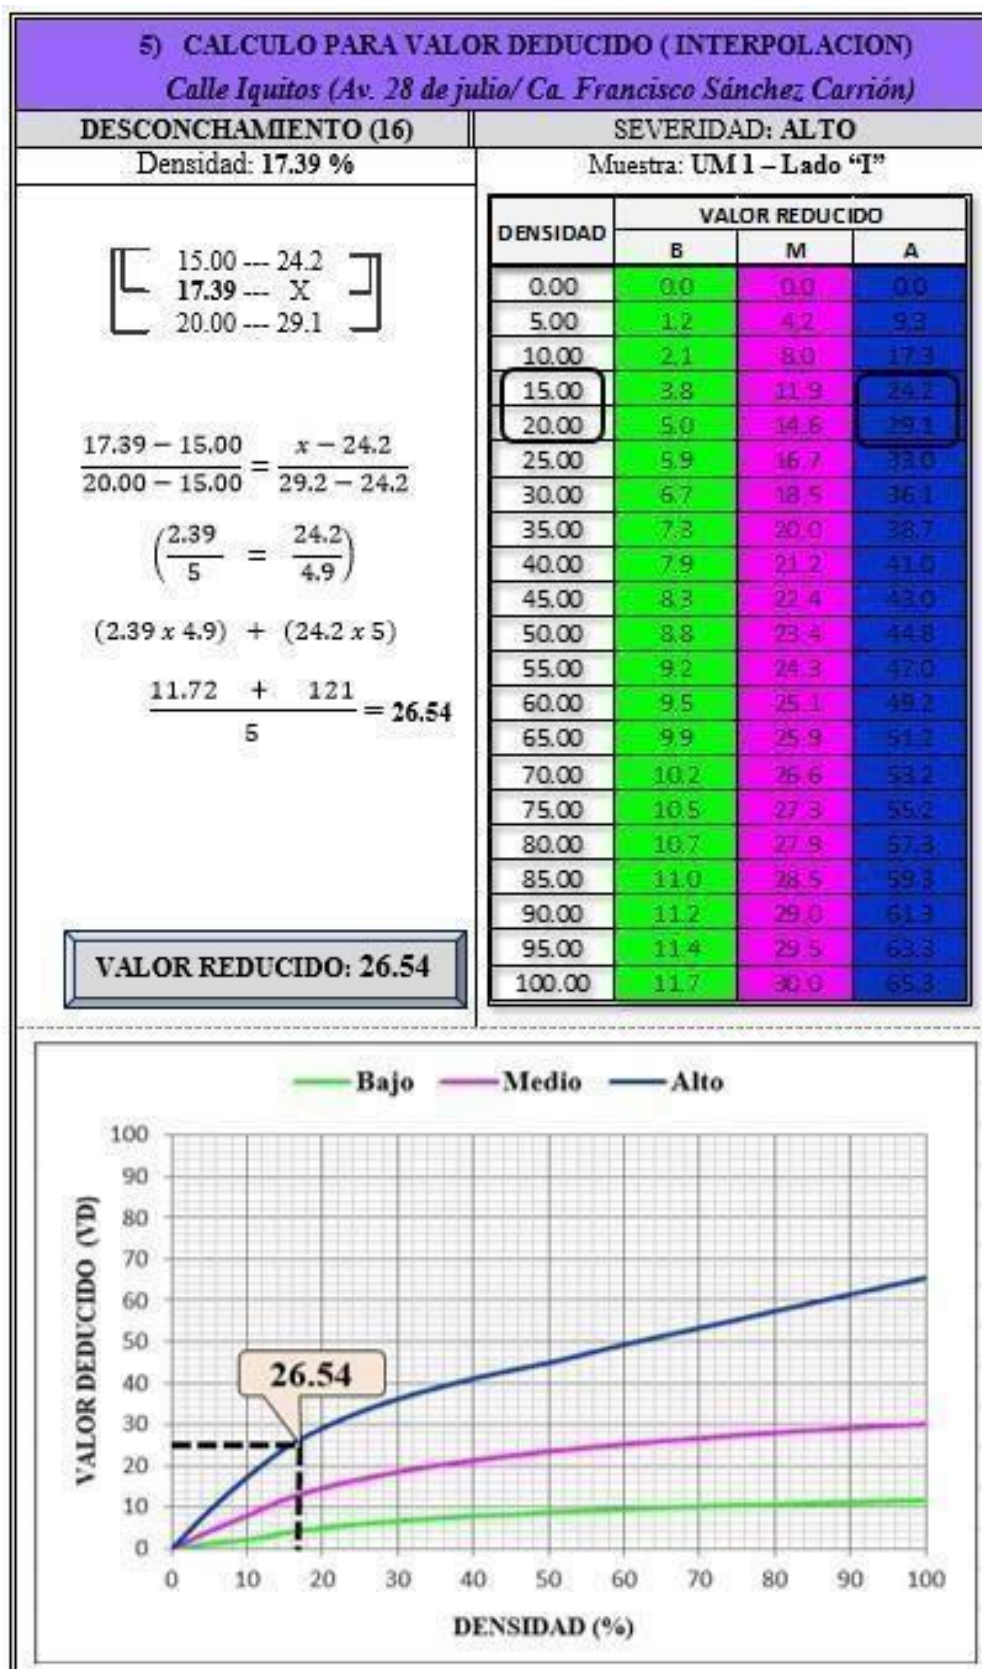 5) CALCULO PARA VALOR DEDUCIDO ( INTERPOLACION)
Calle Iquitos (Av. 28 de julio/ Ca. Francisco Sánchez Carrión)
DESCONCHAMIENTO (16) SEVERIDAD: ALTO
Densidad: 17.39 % Muestra: UM 1 – Lado “I”
15.00 --- 24.2
17.39 --- X
20.00 --- 29.1
17.39 − 15.00 / 20.00 − 15.00 = x − 24.2 / 29.2 − 24.2
(2.39 / 5 = 24.2 / 4.9)
(2.39 x 4.9) + (24.2 x 5)
11.72 + 121 / 5 = 26.54
VALOR REDUCIDO: 26.54
DENSIDAD VALOR REDUCIDO
B M A
0.00 0.0 0.0 0.0
5.00 1.2 4.2 9.3
10.00 2.1 8.0 17.3
15.00 3.8 11.9 24.2
20.00 5.0 14.6 29.1
25.00 5.9 16.7 33.0
30.00 6.7 18.5 36.1
35.00 7.3 20.0 38.7
40.00 7.9 21.2 41.0
45.00 8.3 22.4 43.0
50.00 8.8 23.4 44.8
55.00 9.2 24.3 47.0
60.00 9.5 25.1 49.2
65.00 9.9 25.9 51.2
70.00 10.2 26.6 53.2
75.00 10.5 27.3 55.2
80.00 10.7 27.9 57.3
85.00 11.0 28.5 59.3
90.00 11.2 29.0 61.3
95.00 11.4 29.5 63.3
100.00 11.7 30.0 65.3
Bajo Medio Alto
VALOR DEDUCIDO (VD)
100
90
80
70
60
50
40
30
20
10
0
26.54
0 10 20 30 40 50 60 70 80 90 100
DENSIDAD (%)